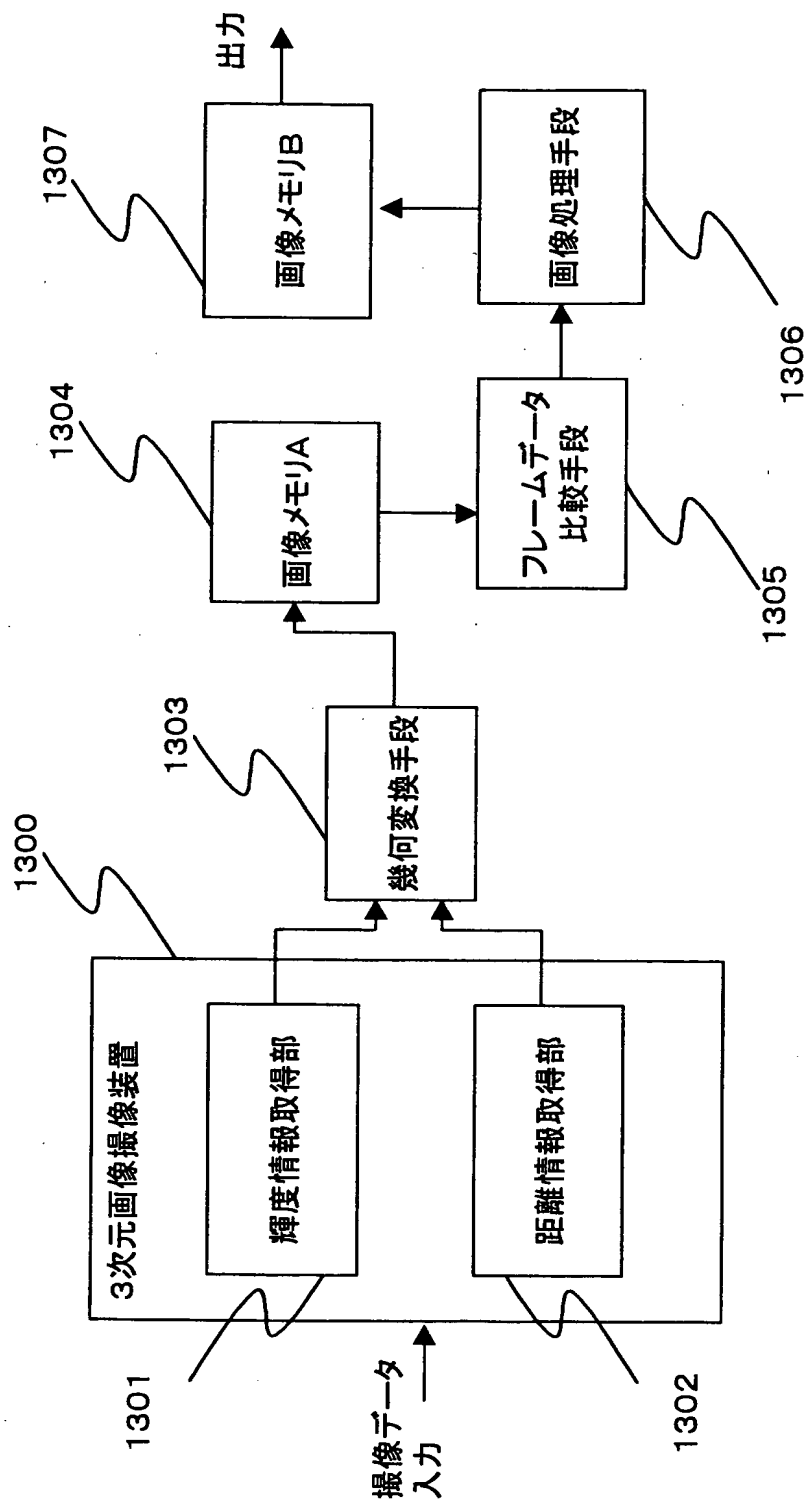 1300
3次元画像撮像装置
1301
輝度情報取得部
撮像データ
入力
1302
距離情報取得部
1303
幾何変換手段
1304
画像メモリA
1305
フレームデータ
比較手段
1306
画像処理手段
1307
画像メモリB
出力